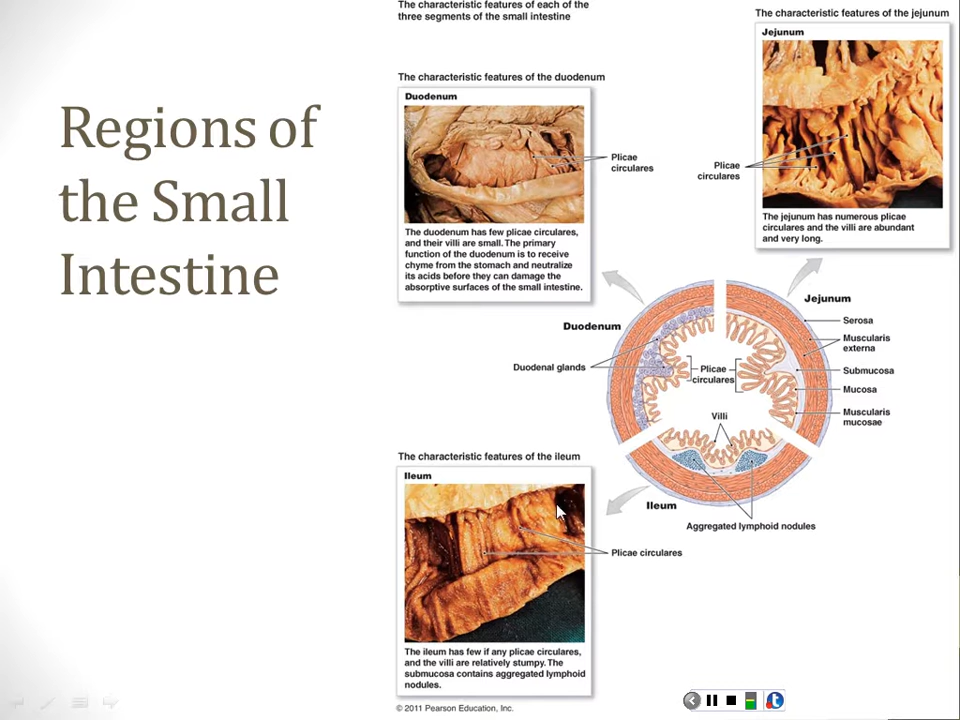 Regions of
the Small
Intestine
The characteristic features of each of the
three segments of the small intestine
The characteristic features of the duodenum
Duodenum
Plicae
circulares
The duodenum has few plicae circulares,
and their villi are small. The primary
function of the duodenum is to receive
chyme from the stomach and neutralize
its acids before they can damage the
absorptive surfaces of the small intestine.
The characteristic features of the jejunum
Jejunum
Plicae
circulares
The jejunum has numerous plicae
circulares and the villi are abundant
and very long.
Duodenum
Duodenal glands
Plicae
circulares
Villi
Jejunum
Serosa
Muscularis
externa
Submucosa
Mucosa
Muscularis
mucosae
Ileum
Aggregated lymphoid nodules
The characteristic features of the ileum
Ileum
Plicae circulares
The ileum has few if any plicae circulares,
and the villi are relatively stumpy. The
submucosa contains aggregated lymphoid
nodules.
© 2011 Pearson Education, Inc.
t